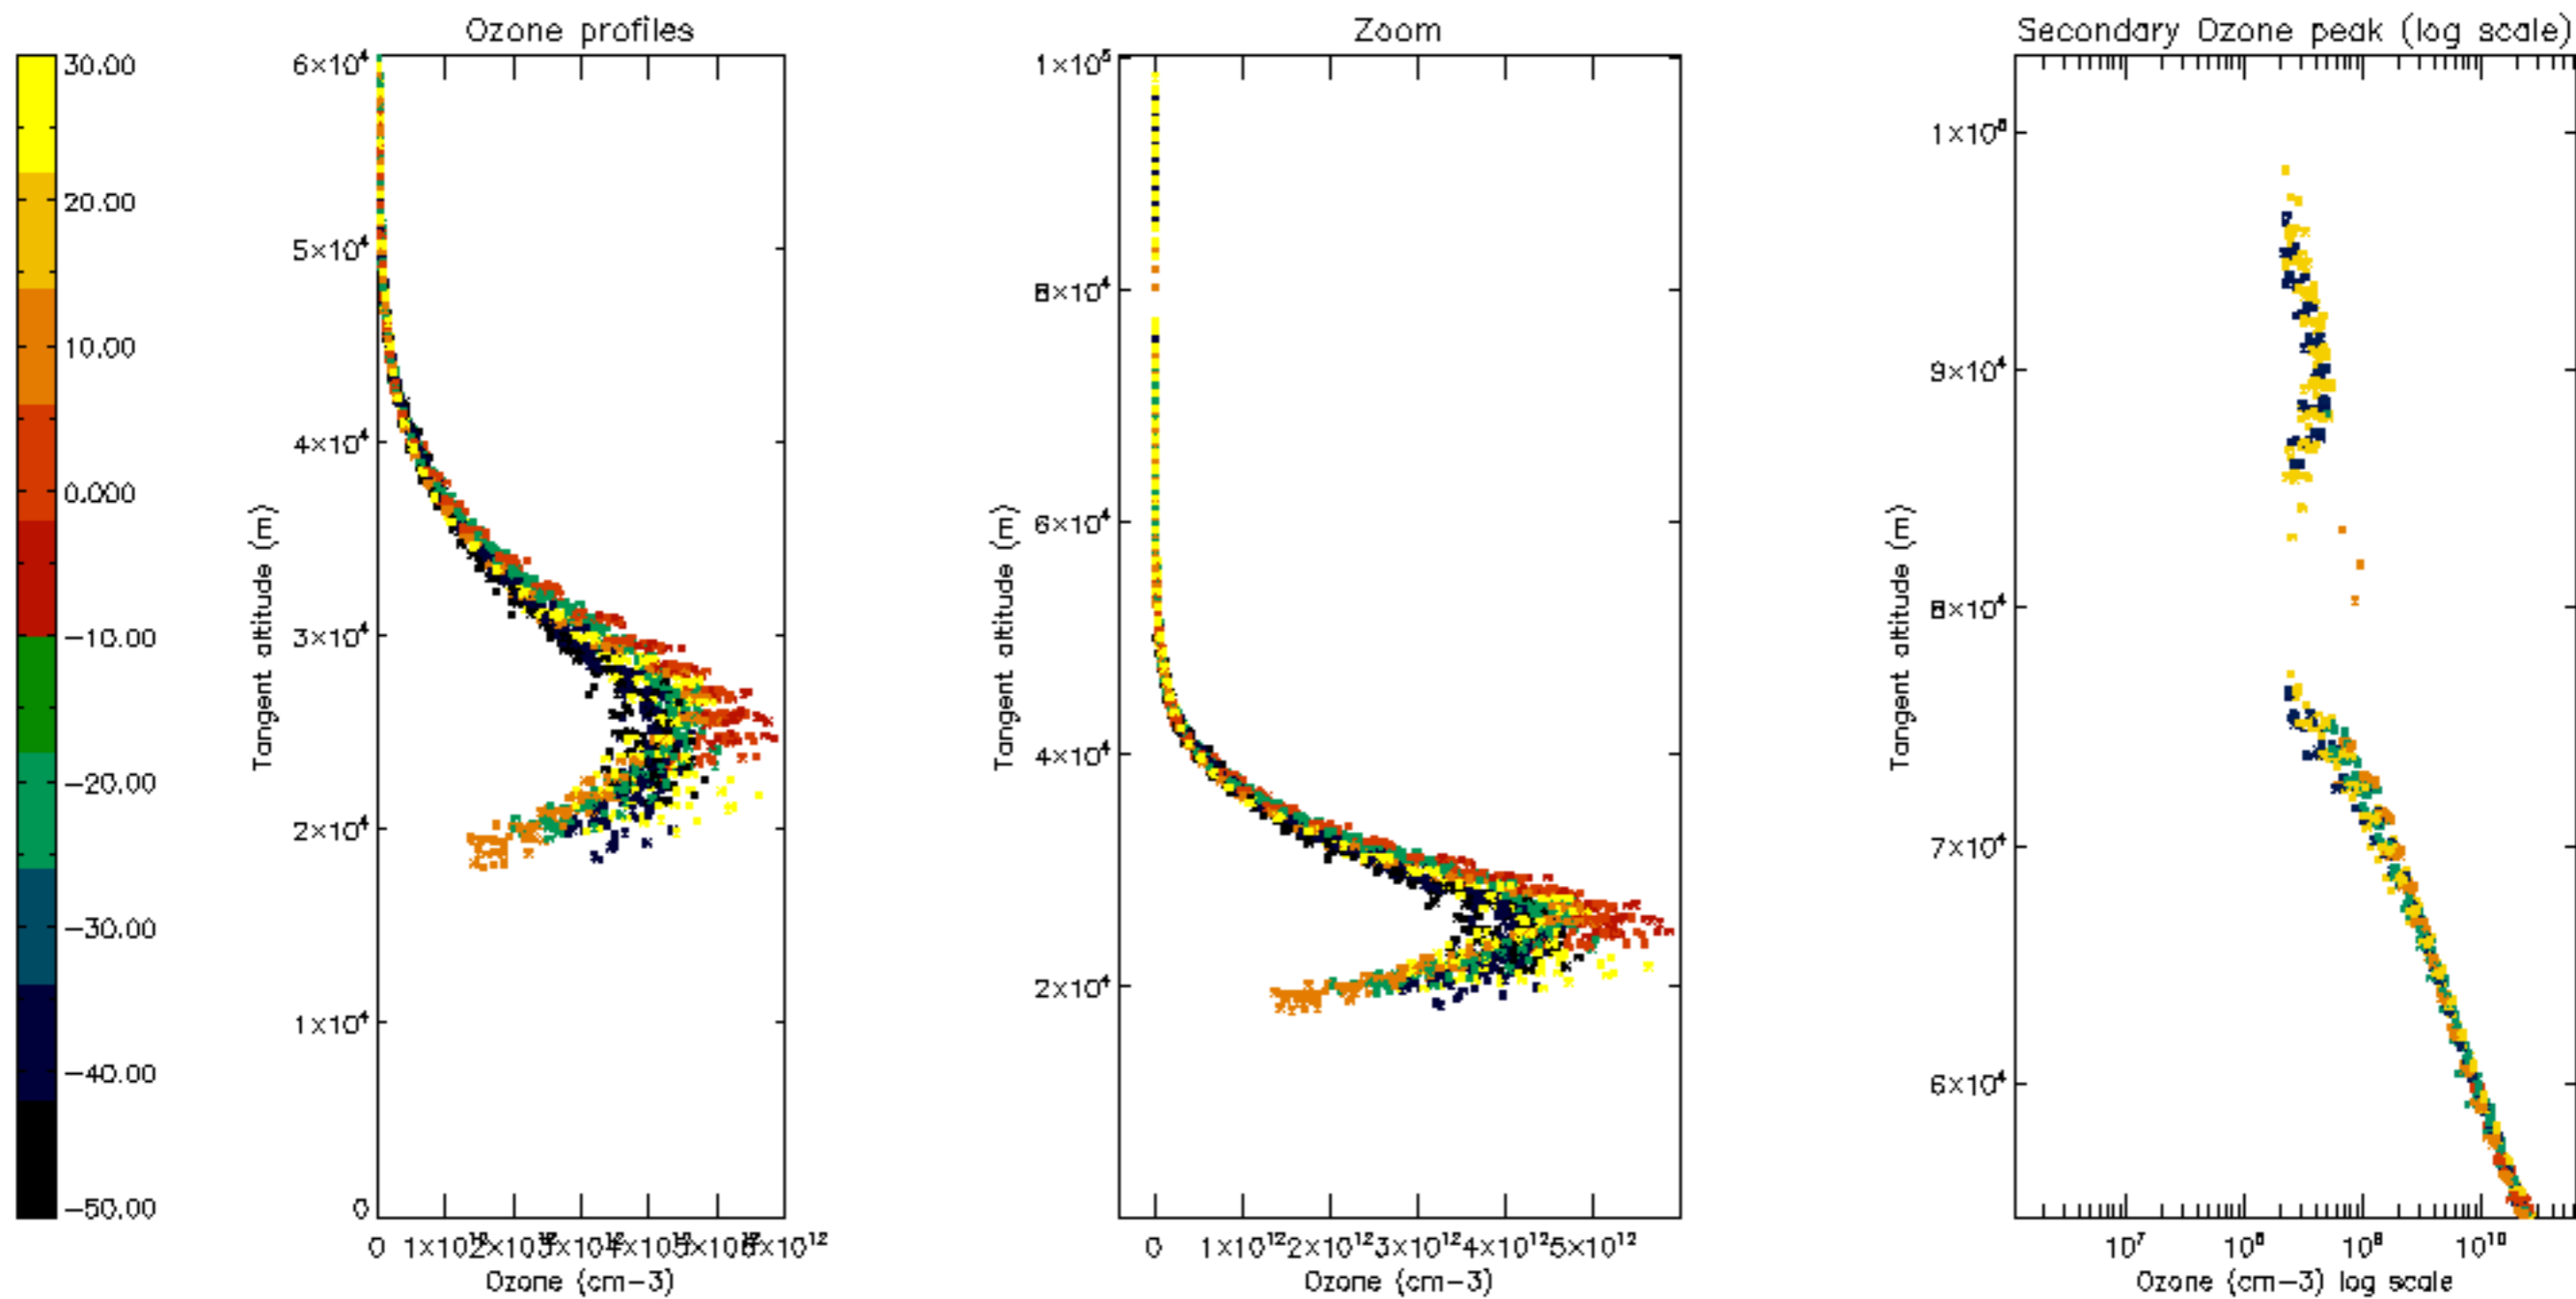 Ozone profiles
Zoom
Secondary Ozone peak (log scale)
30.00
20.00
10.00
0.000
−10.00
−20.00
−30.00
−40.00
−50.00
6×10⁴
5×10⁴
4×10⁴
3×10⁴
2×10⁴
1×10⁴
0
Tangent altitude (m)
0
Ozone (cm−3)
1×10⁵
8×10⁴
6×10⁴
4×10⁴
2×10⁴
Tangent altitude (m)
0 1×10¹² 2×10¹² 3×10¹² 4×10¹² 5×10¹²
Ozone (cm−3)
9×10⁴
8×10⁴
7×10⁴
6×10⁴
Tangent altitude (m)
10⁷ 10⁸ 10⁹ 10¹⁰
Ozone (cm−3) log scale